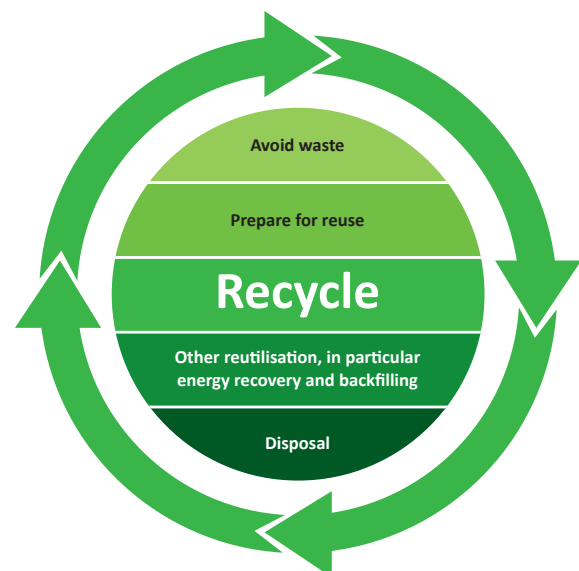 Avoid waste
Prepare for reuse
Recycle
Other reutilisation, in particular
energy recovery and backfilling
Disposal